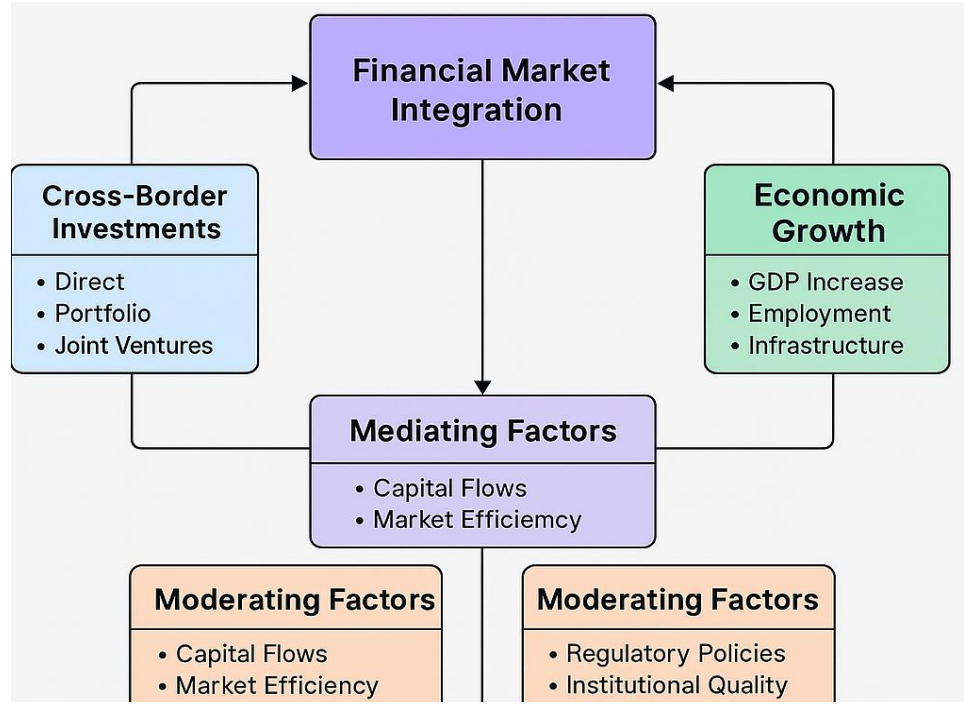 Financial Market
Integration
Cross-Border
Investments
• Direct
• Portfolio
• Joint Ventures
Economic
Growth
• GDP Increase
• Employment
• Infrastructure
Mediating Factors
• Capital Flows
• Market Efficiemcy
Moderating Factors
• Capital Flows
• Market Efficiency
Moderating Factors
• Regulatory Policies
• Institutional Quality